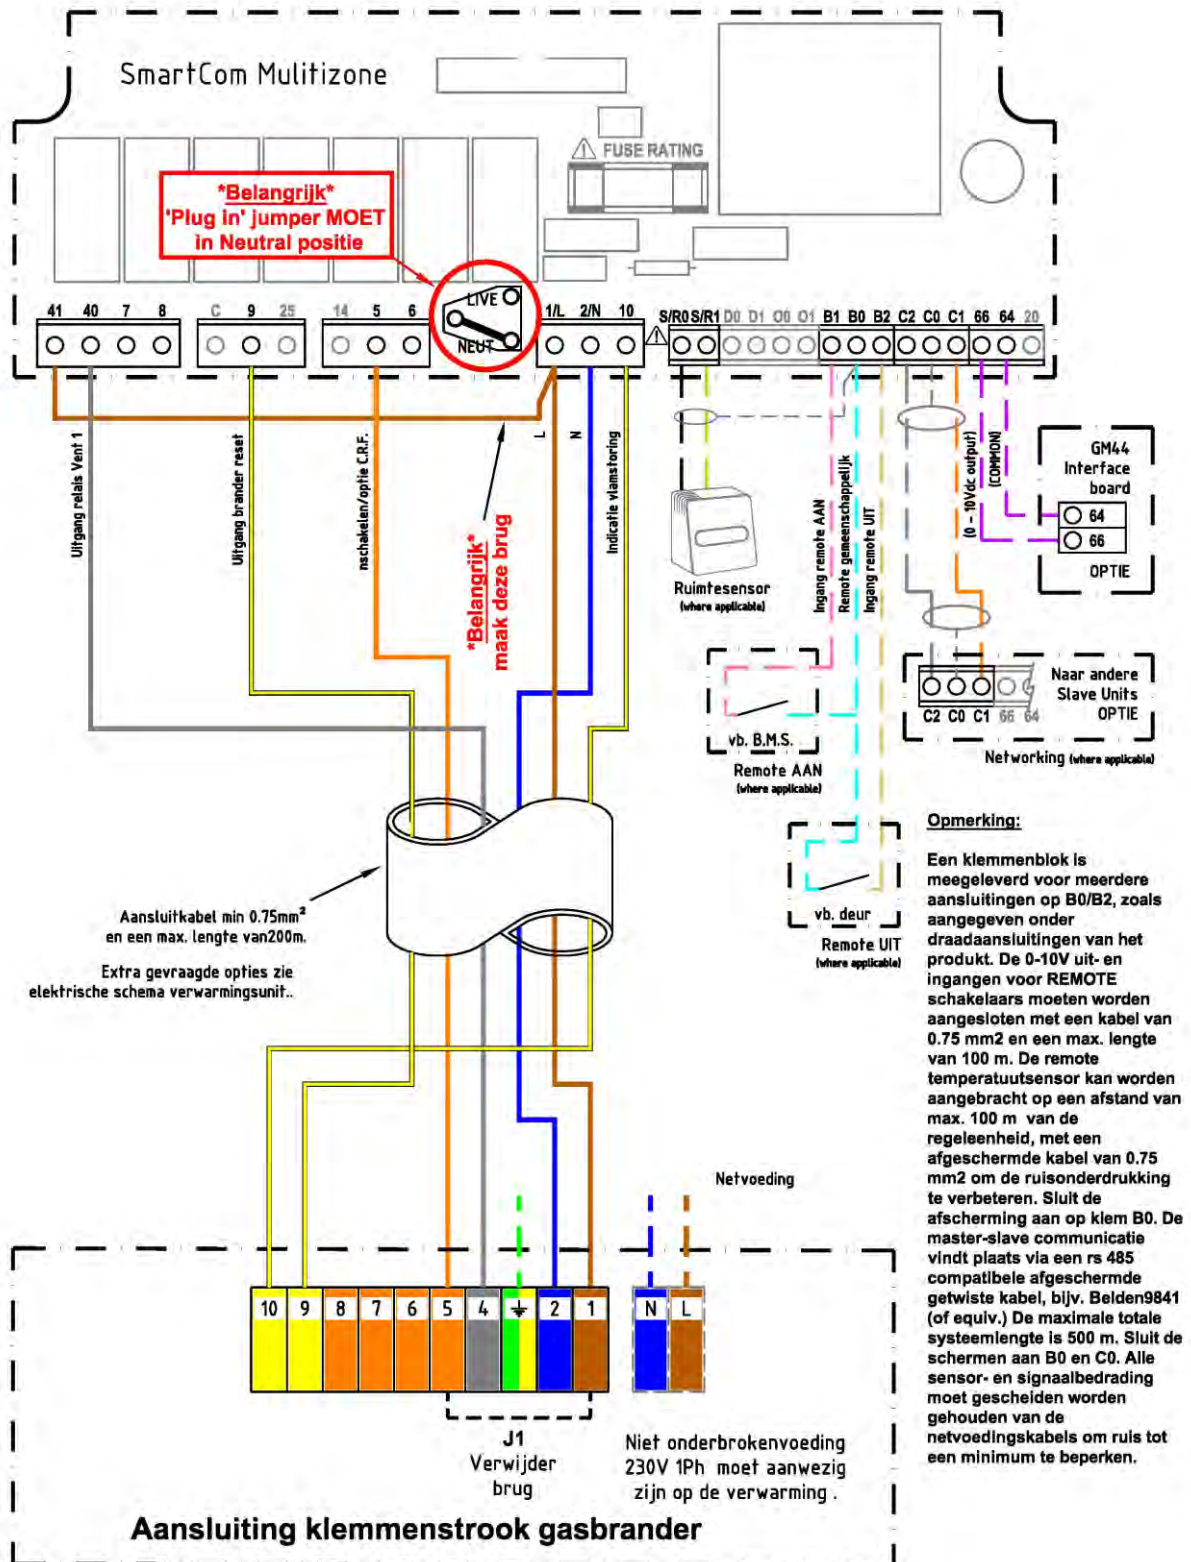 SmartCom Mulitizone
FUSE RATING
*Belangrijk*
'Plug in' jumper MOET
in Neutral positie
LIVE
NEUT
41 40 7 8
C 9 25
14 5 6
1/L 2/N 10
S/R0 S/R1 D0 D1 O0 O1 B1 B0 B2 C2 C0 C1 66 64 20
Uitgang relais Vent 1
Uitgang brander reset
nschakelen/optie C.R.F.
*Belangrijk*
maak deze brug
L
N
Indicatie vlamstoring
Ruimtesensor
(where applicable)
Ingang remote AAN
Remote gemeenschappelijk
Ingang remote UIT
(0 – 10Vdc output)
(COMMON)
GM44
Interface
board
64
66
OPTIE
vb. B.M.S.
Remote AAN
(where applicable)
Naar andere
Slave Units
OPTIE
C2 C0 C1 66 64
Networking (where applicable)
vb. deur
Remote UIT
(where applicable)
Aansluitkabel min 0.75mm²
en een max. lengte van200m.
Extra gevraagde opties zie
elektrische schema verwarmingsunit..
Opmerking:
Een klemmenblok is
meegeleverd voor meerdere
aansluitingen op B0/B2, zoals
aangegeven onder
draadaansluitingen van het
produkt. De 0-10V uit- en
ingangen voor REMOTE
schakelaars moeten worden
aangesloten met een kabel van
0.75 mm2 en een max. lengte
van 100 m. De remote
temperatuutsensor kan worden
aangebracht op een afstand van
max. 100 m van de
regeleenheid, met een
afgeschermde kabel van 0.75
mm2 om de ruisonderdrukking
te verbeteren. Sluit de
afscherming aan op klem B0. De
master-slave communicatie
vindt plaats via een rs 485
compatibele afgeschermde
getwiste kabel, bijv. Belden9841
(of equiv.) De maximale totale
systeemlengte is 500 m. Sluit de
schermen aan B0 en C0. Alle
sensor- en signaalbedrading
moet gescheiden worden
gehouden van de
netvoedingskabels om ruis tot
een minimum te beperken.
Netvoeding
10 9 8 7 6 5 4 2 1
N L
J1
Verwijder
brug
Niet onderbrokenvoeding
230V 1Ph moet aanwezig
zijn op de verwarming .
Aansluiting klemmenstrook gasbrander